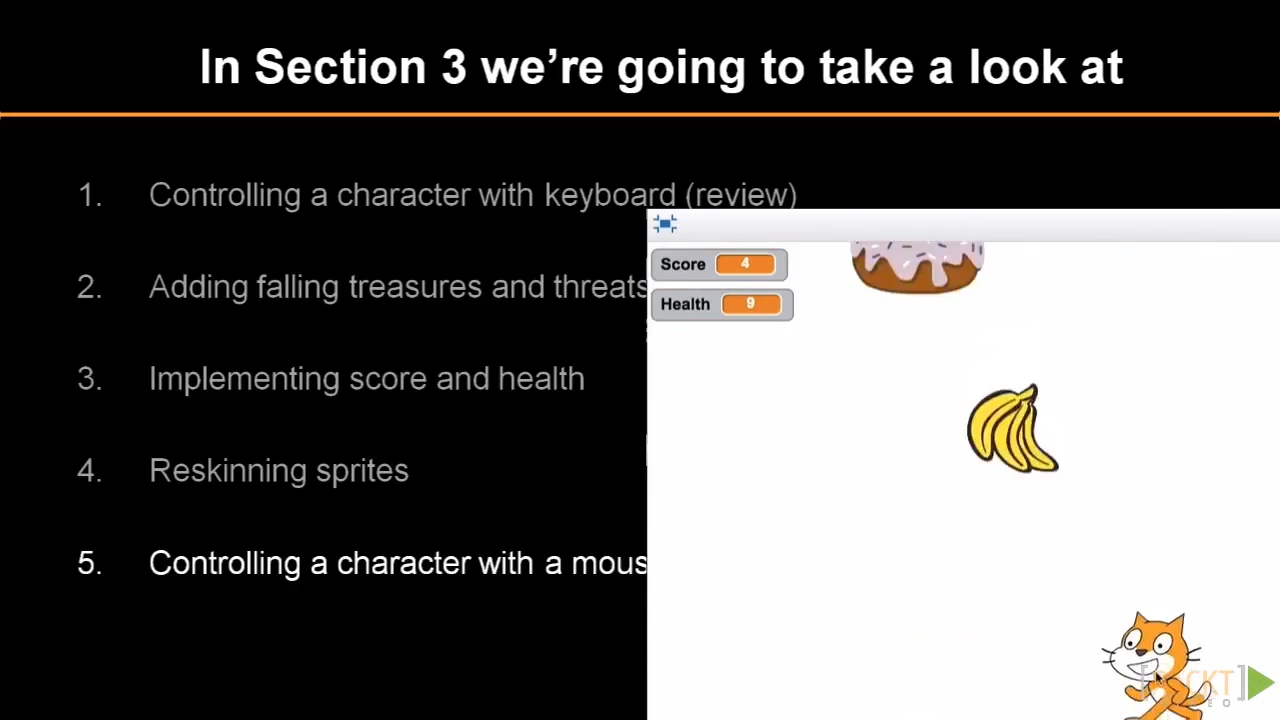 In Section 3 we’re going to take a look at
1. Controlling a character with keyboard (review)
2. Adding falling treasures and threats
3. Implementing score and health
4. Reskinning sprites
5. Controlling a character with a mous
Score 4
Health 9